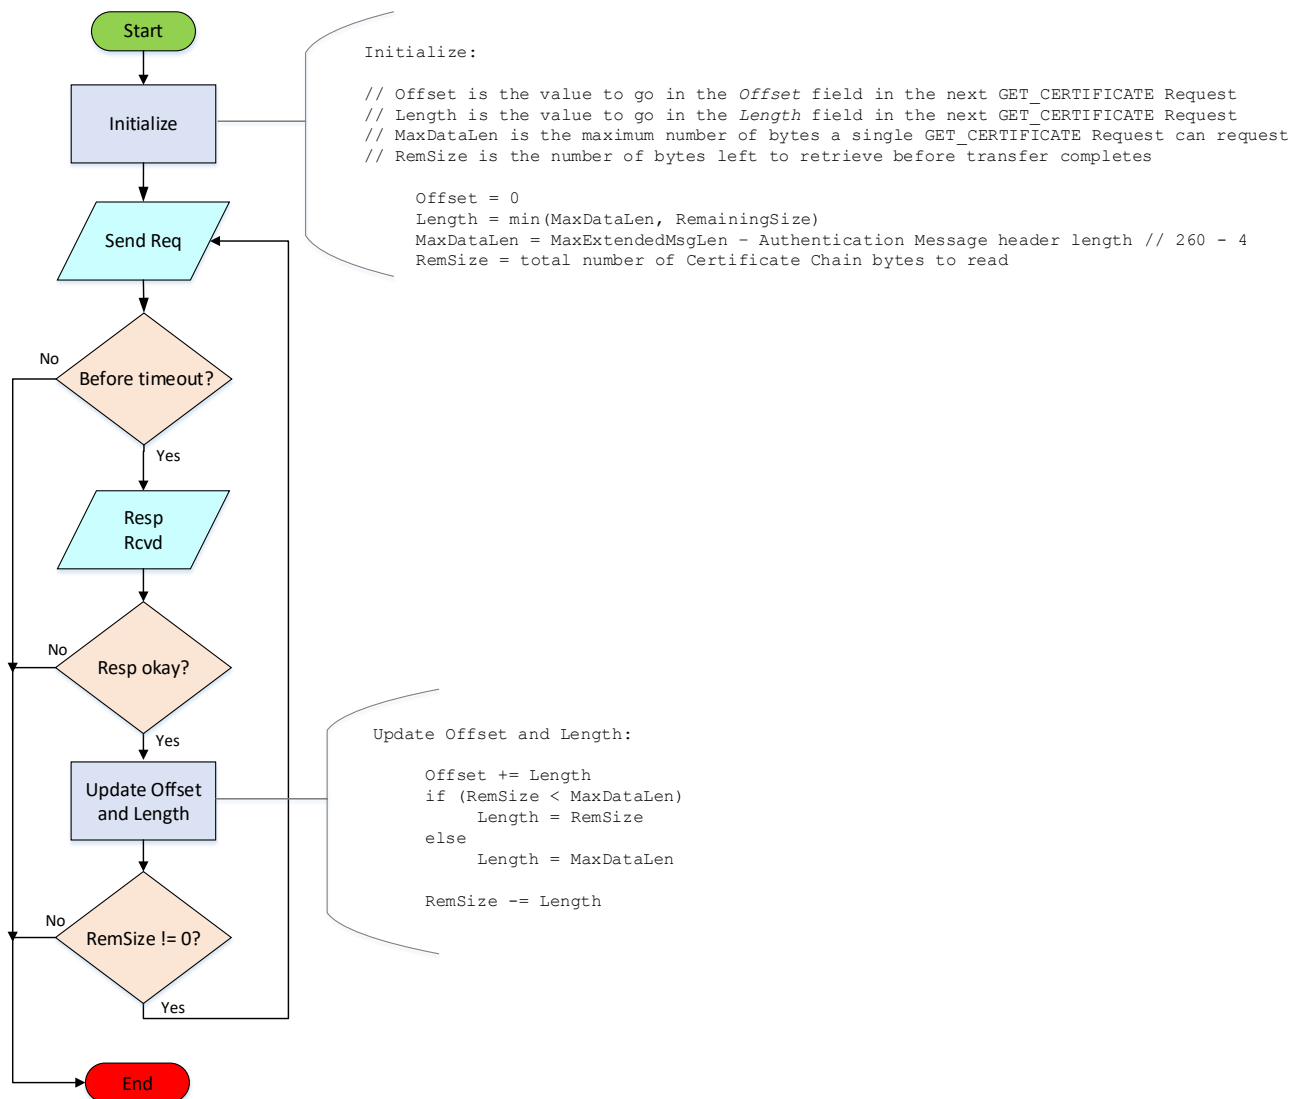 Start
Initialize
Initialize:
// Offset is the value to go in the Offset field in the next GET_CERTIFICATE Request
// Length is the value to go in the Length field in the next GET_CERTIFICATE Request
// MaxDataLen is the maximum number of bytes a single GET_CERTIFICATE Request can request
// RemSize is the number of bytes left to retrieve before transfer completes
Offset = 0
Length = min(MaxDataLen, RemainingSize)
MaxDataLen = MaxExtendedMsgLen – Authentication Message header length // 260 - 4
RemSize = total number of Certificate Chain bytes to read
Send Req
No
Before timeout?
Yes
Resp
Rcvd
No
Resp okay?
Yes
Update Offset
and Length
Update Offset and Length:
Offset += Length
if (RemSize < MaxDataLen)
Length = RemSize
else
Length = MaxDataLen
RemSize -= Length
No
RemSize != 0?
Yes
End